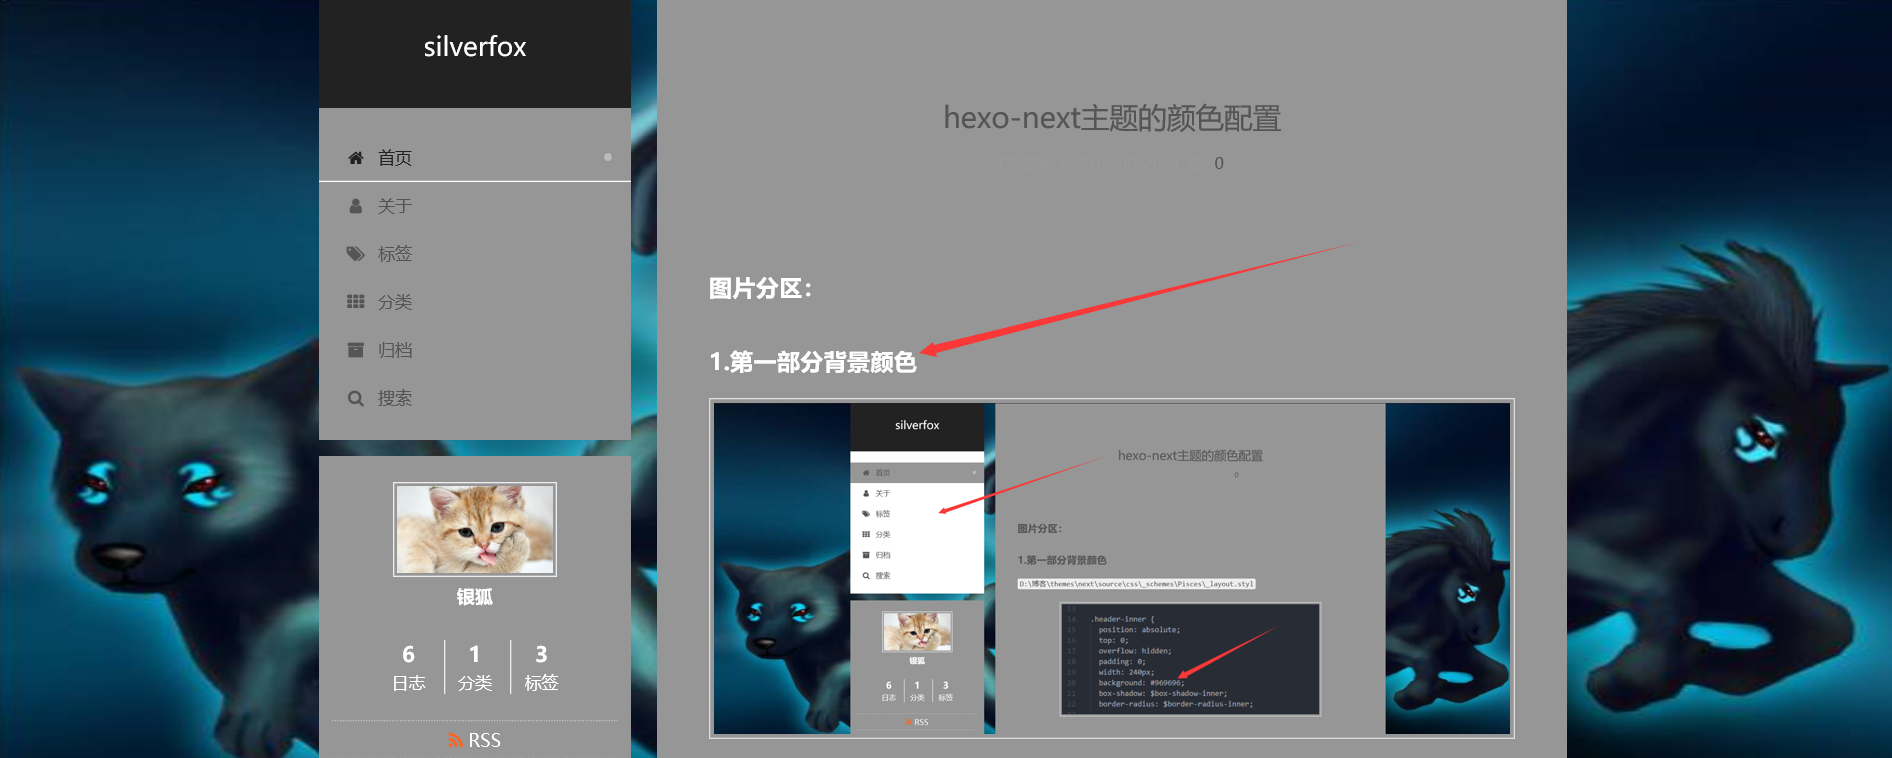 silverfox
首页
关于
标签
分类
归档
搜索
银狐
6 1 3
日志 分类 标签
RSS
hexo-next主题的颜色配置
0
图片分区：
1.第一部分背景颜色
silverfox
首页
关于
标签
分类
归档
搜索
银狐
6 1 3
日志 分类 标签
RSS
hexo-next主题的颜色配置
0
图片分区：
1.第一部分背景颜色
D:\博客\themes\next\source\css\_schemes\Pisces\_layout.styl
13
14 .header-inner {
15 position: absolute;
16 top: 0;
17 overflow: hidden;
18 padding: 0;
19 width: 240px;
20 background: #969696;
21 box-shadow: $box-shadow-inner;
22 border-radius: $border-radius-inner;